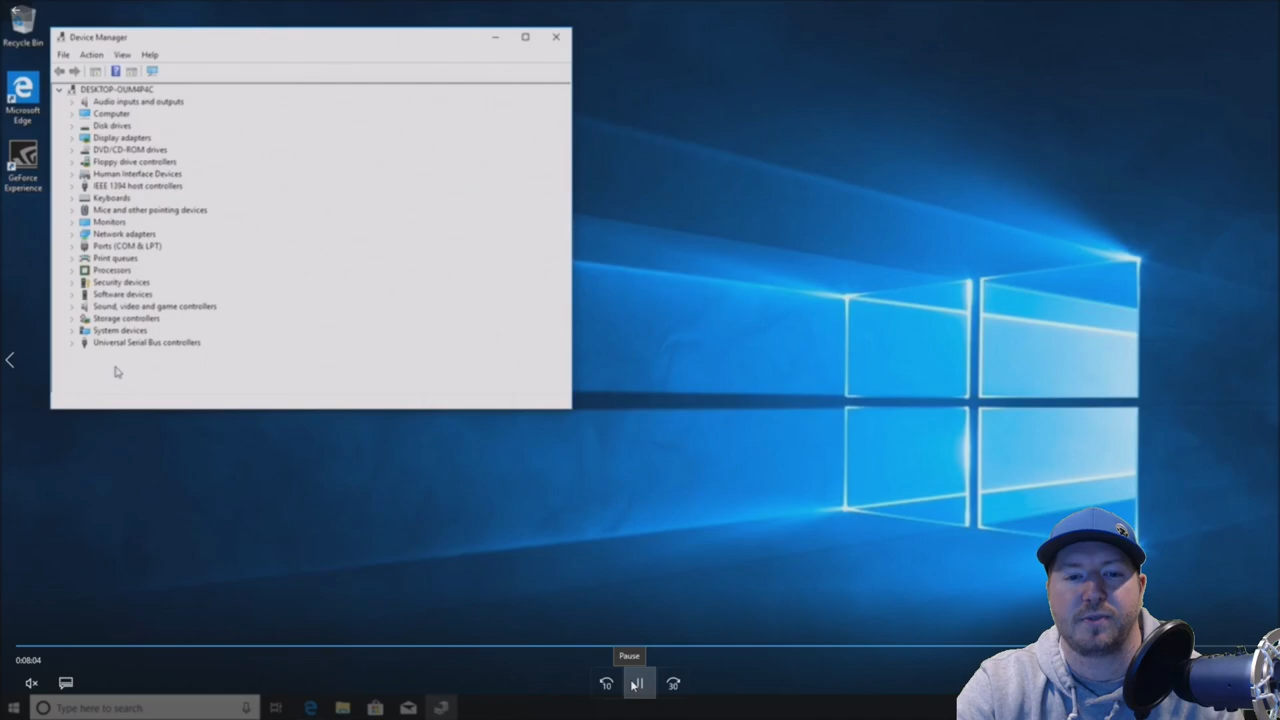 Recycle Bin
Microsoft
Edge
GeForce
Experience
Device Manager
File Action View Help
DESKTOP-OUM4P4C
Audio inputs and outputs
Computer
Disk drives
Display adapters
DVD/CD-ROM drives
Floppy drive controllers
Human Interface Devices
IEEE 1394 host controllers
Keyboards
Mice and other pointing devices
Monitors
Network adapters
Ports (COM & LPT)
Print queues
Processors
Security devices
Software devices
Sound, video and game controllers
Storage controllers
System devices
Universal Serial Bus controllers
Pause
0:08:04
10
30
Type here to search